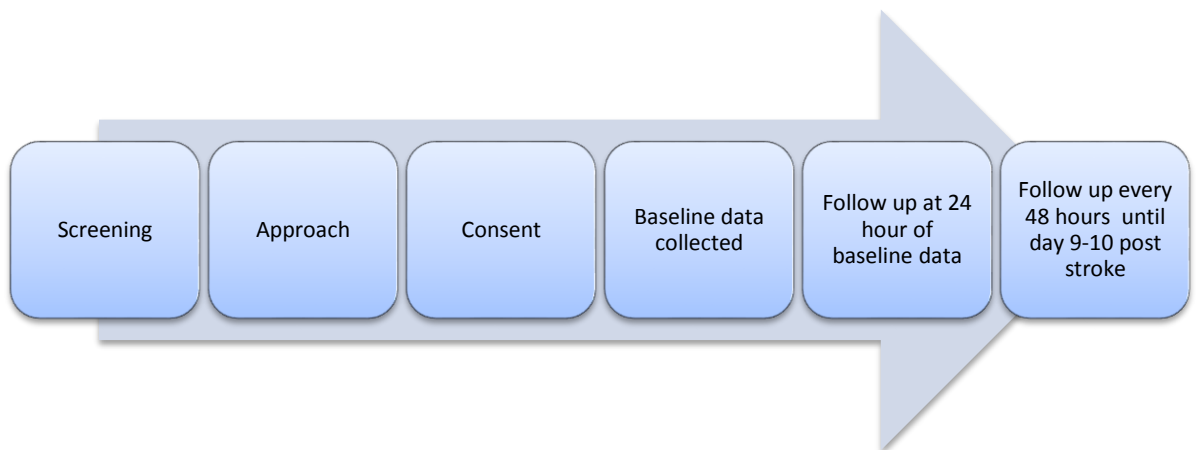 Screening
Approach
Consent
Baseline data
collected
Follow up at 24
hour of
baseline data
Follow up every
48 hours until
day 9-10 post
stroke